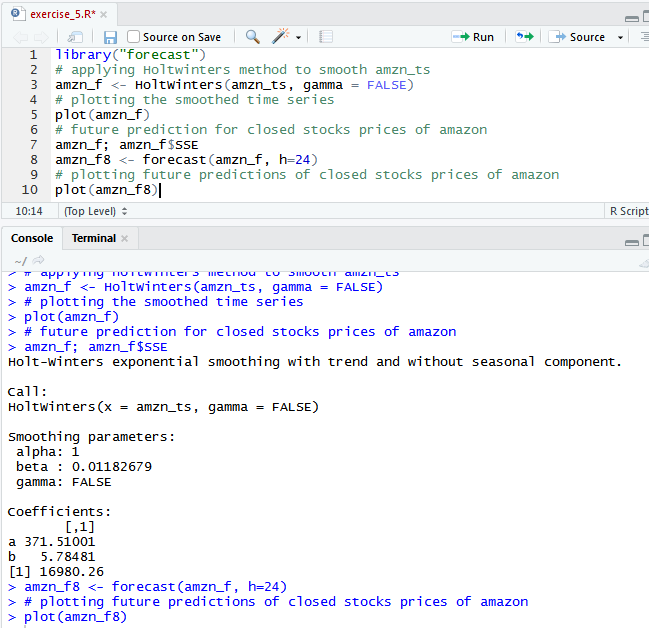 exercise_5.R* ×
Source on Save Run Source
1 library("forecast")
2 # applying Holtwinters method to smooth amzn_ts
3 amzn_f <- HoltWinters(amzn_ts, gamma = FALSE)
4 # plotting the smoothed time series
5 plot(amzn_f)
6 # future prediction for closed stocks prices of amazon
7 amzn_f; amzn_f$SSE
8 amzn_f8 <- forecast(amzn_f, h=24)
9 # plotting future predictions of closed stocks prices of amazon
10 plot(amzn_f8)
10:14 (Top Level) R Script
Console Terminal ×
~/
> # applying Holtwinters method to smooth amzn_ts
> amzn_f <- HoltWinters(amzn_ts, gamma = FALSE)
> # plotting the smoothed time series
> plot(amzn_f)
> # future prediction for closed stocks prices of amazon
> amzn_f; amzn_f$SSE
Holt-Winters exponential smoothing with trend and without seasonal component.
Call:
HoltWinters(x = amzn_ts, gamma = FALSE)
Smoothing parameters:
alpha: 1
beta : 0.01182679
gamma: FALSE
Coefficients:
[,1]
a 371.51001
b 5.78481
[1] 16980.26
> amzn_f8 <- forecast(amzn_f, h=24)
> # plotting future predictions of closed stocks prices of amazon
> plot(amzn_f8)